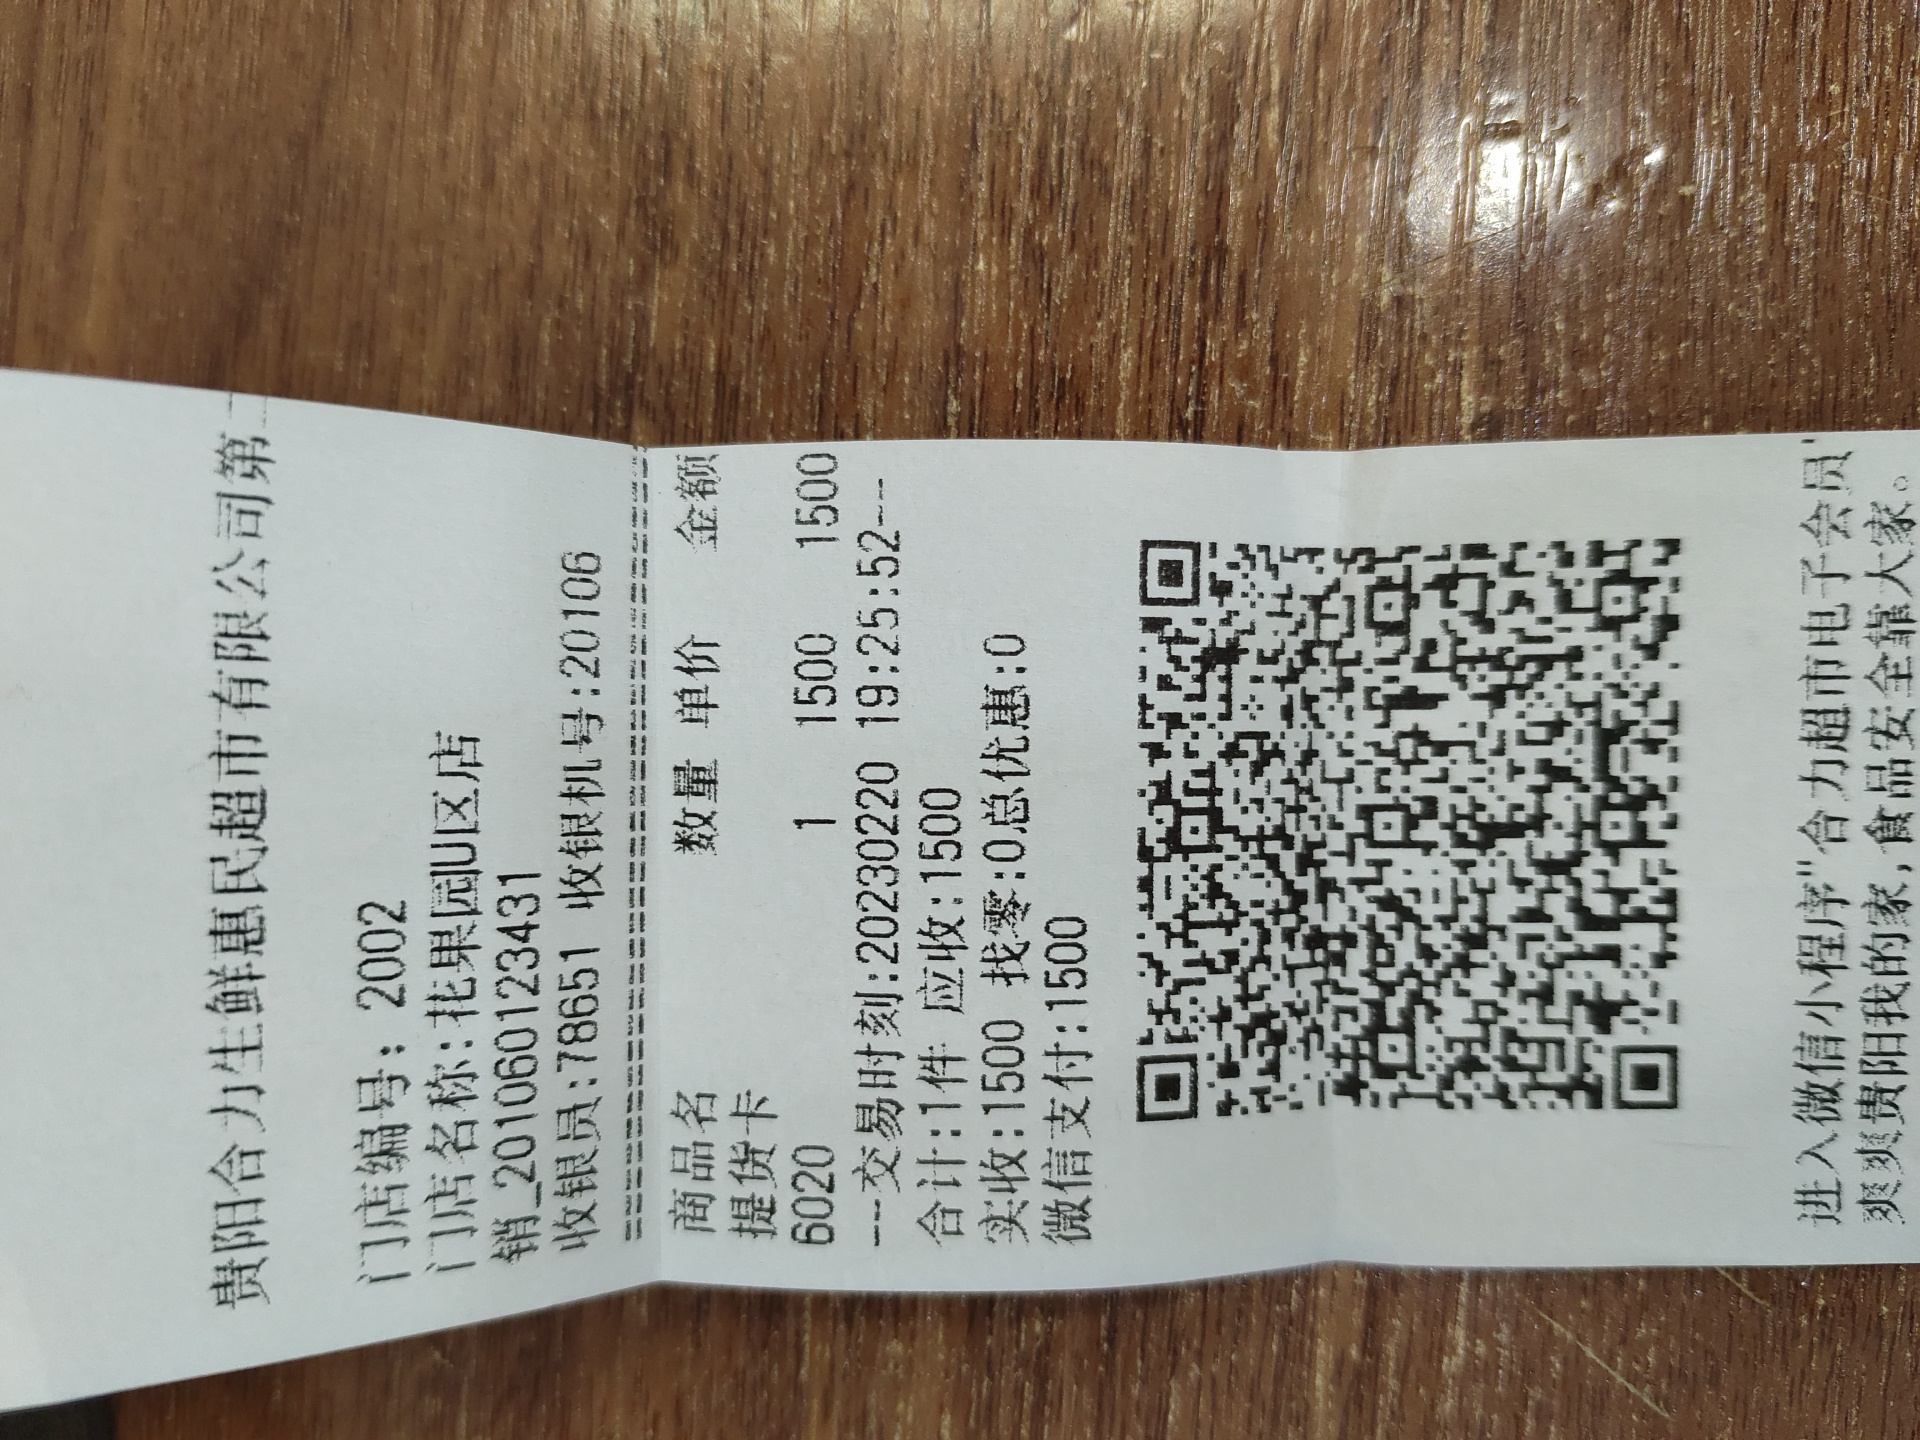 贵阳合力生鲜惠民超市有限公司第
门店编号: 2002
门店名称:花果园U区店
销_2010601234431
收银员:78651 收银机号:20106
商品名 数量 单价 金额
提货卡
6020 1 1500 1500
--交易时刻:20230220 19:25:52--
合计:1件 应收:1500
实收:1500 找零:0总优惠:0
微信支付:1500
进入微信小程序"合力超市电子会员"
爽爽贵阳我的家,食品安全靠大家。